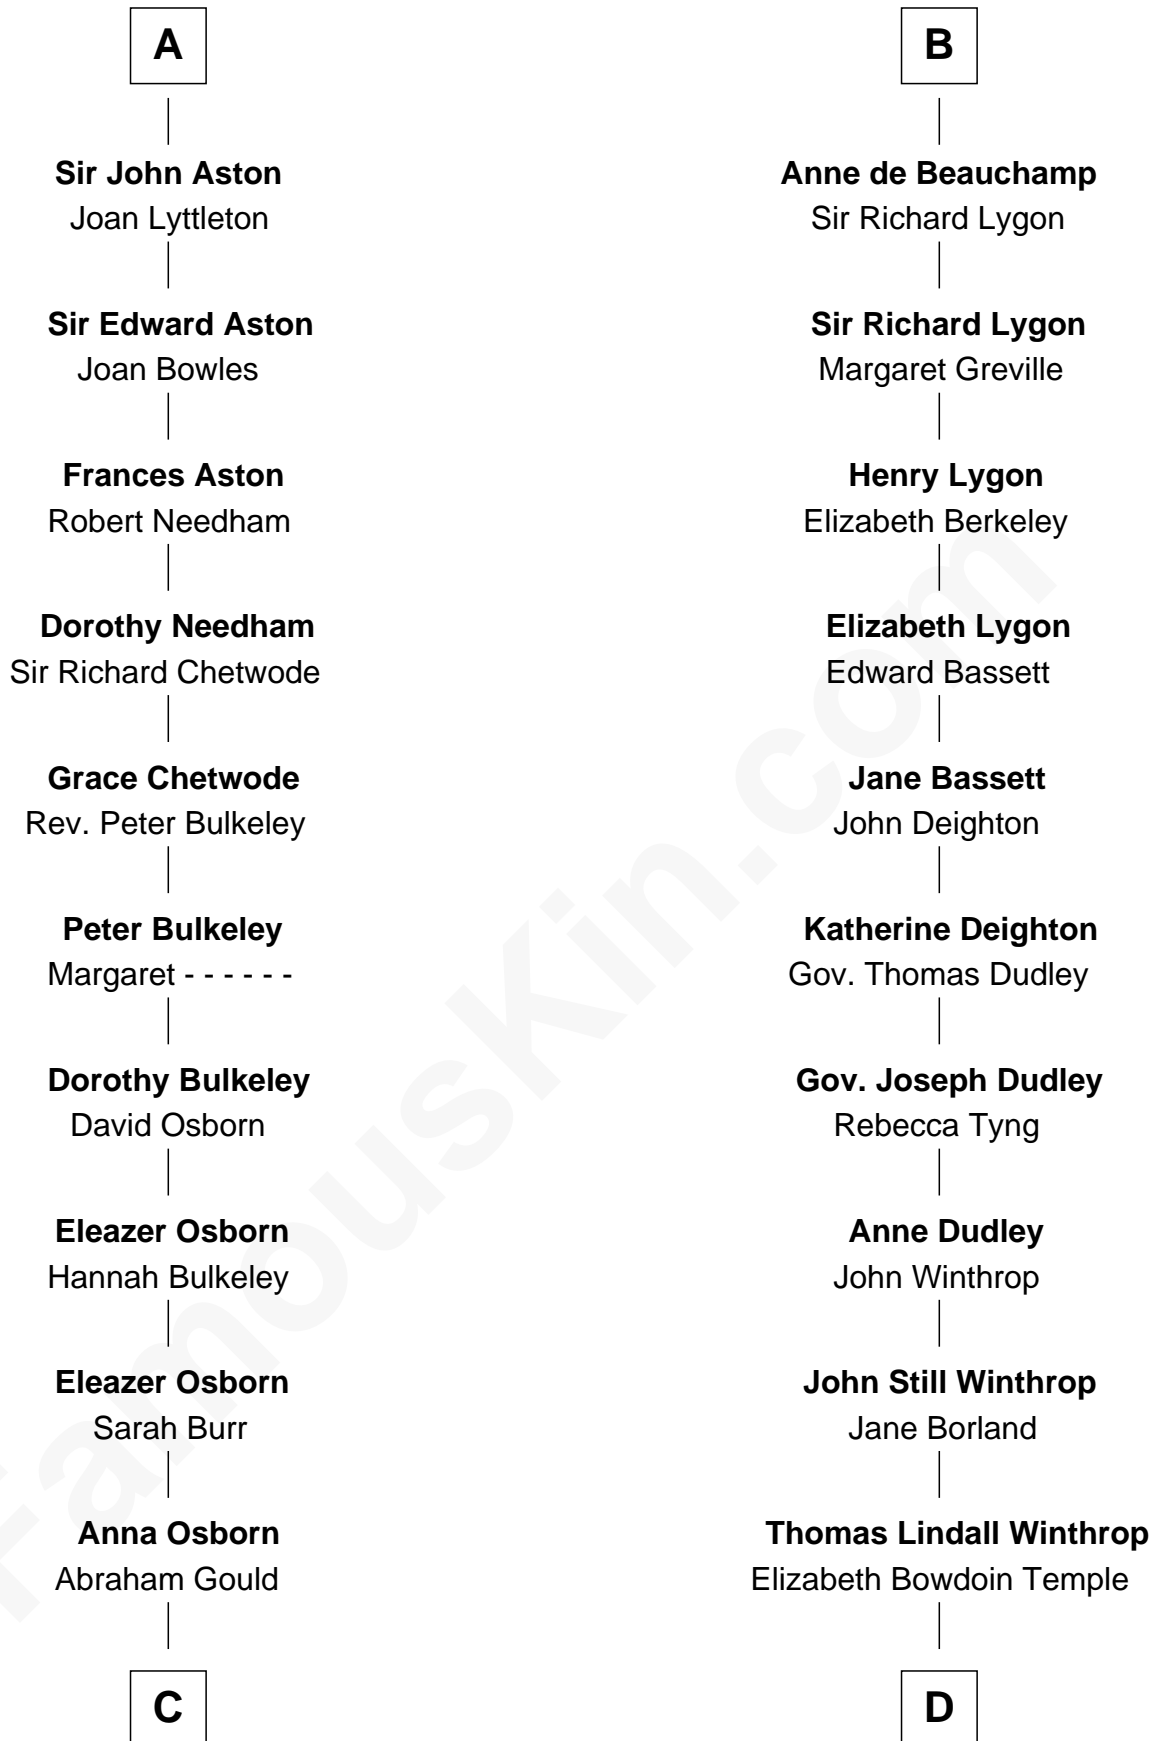 A
Sir John Aston
Joan Lyttleton
Sir Edward Aston
Joan Bowles
Frances Aston
Robert Needham
Dorothy Needham
Sir Richard Chetwode
Grace Chetwode
Rev. Peter Bulkeley
Peter Bulkeley
Margaret - - - - - -
Dorothy Bulkeley
David Osborn
Eleazer Osborn
Hannah Bulkeley
Eleazer Osborn
Sarah Burr
Anna Osborn
Abraham Gould
C
B
Anne de Beauchamp
Sir Richard Lygon
Sir Richard Lygon
Margaret Greville
Henry Lygon
Elizabeth Berkeley
Elizabeth Lygon
Edward Bassett
Jane Bassett
John Deighton
Katherine Deighton
Gov. Thomas Dudley
Gov. Joseph Dudley
Rebecca Tyng
Anne Dudley
John Winthrop
John Still Winthrop
Jane Borland
Thomas Lindall Winthrop
Elizabeth Bowdoin Temple
D
FamousKin.com